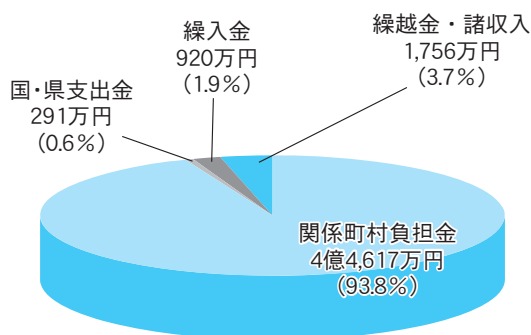 繰越金・諸収入
1,756万円
(3.7%)
繰入金
920万円
(1.9%)
国・県支出金
291万円
(0.6%)
関係町村負担金
4億4,617万円
(93.8%)